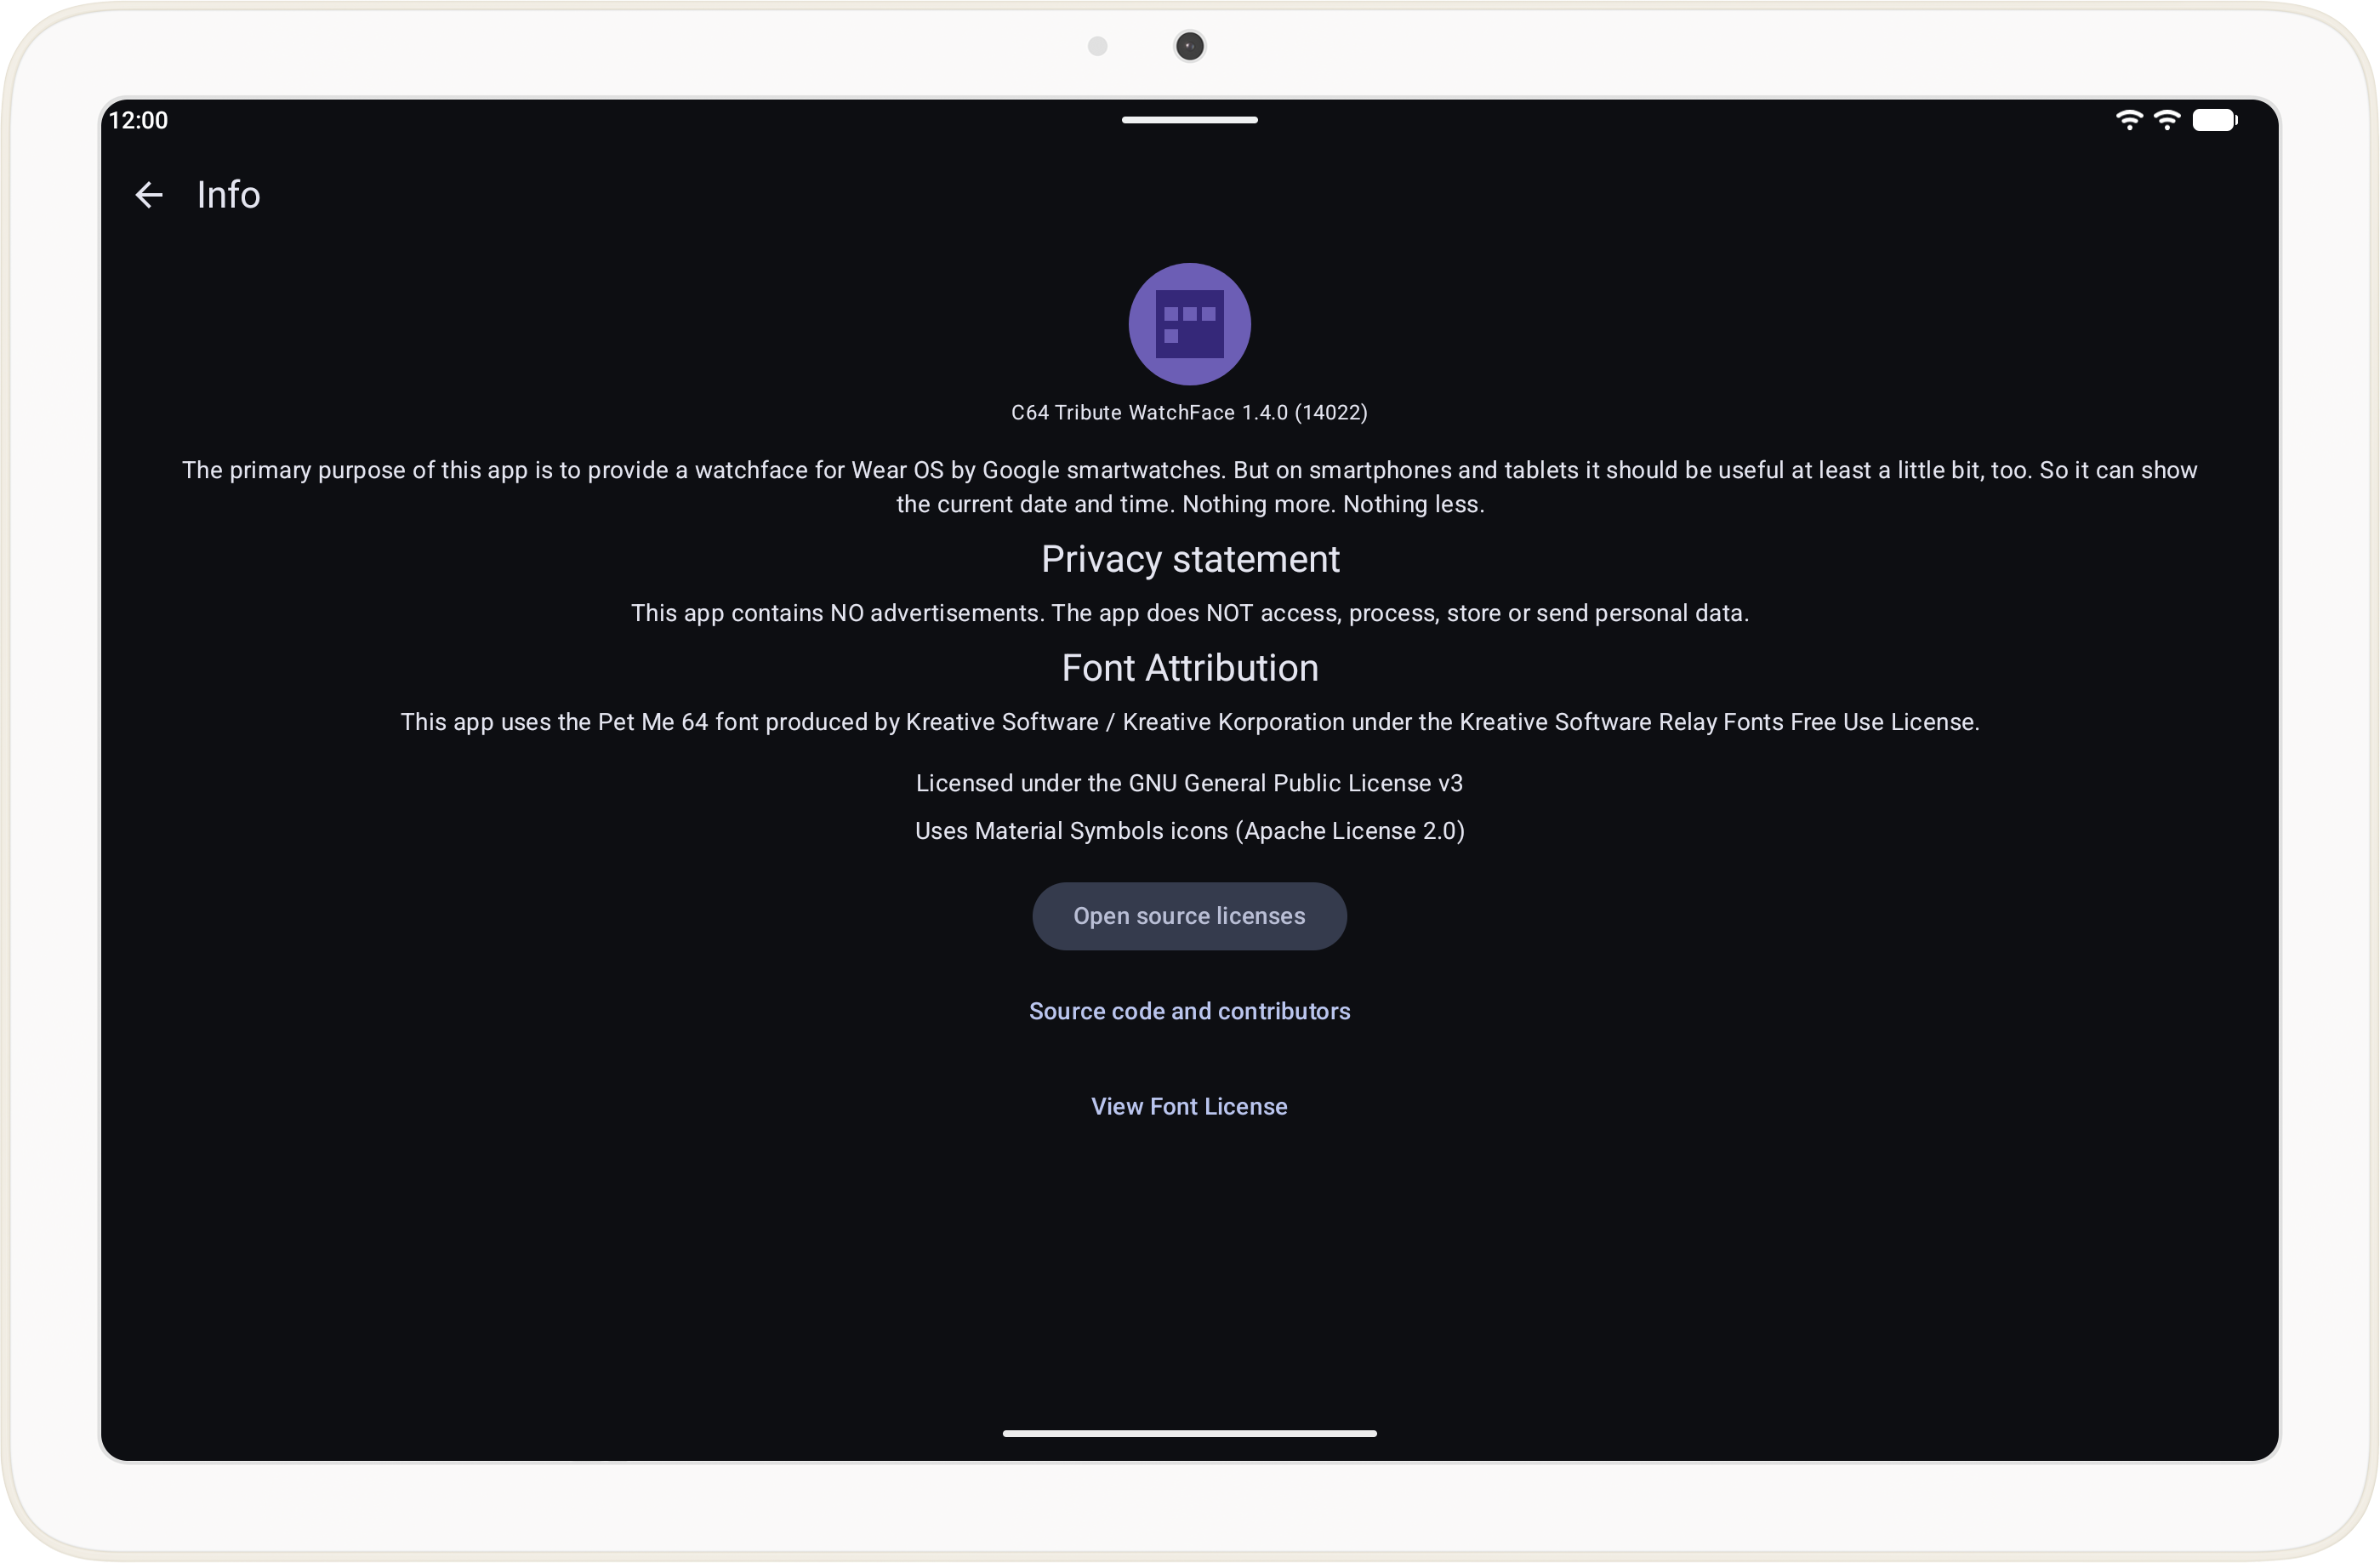 12:00
Info
C64 Tribute WatchFace 1.4.0 (14022)
The primary purpose of this app is to provide a watchface for Wear OS by Google smartwatches. But on smartphones and tablets it should be useful at least a little bit, too. So it can show
the current date and time. Nothing more. Nothing less.
Privacy statement
This app contains NO advertisements. The app does NOT access, process, store or send personal data.
Font Attribution
This app uses the Pet Me 64 font produced by Kreative Software / Kreative Korporation under the Kreative Software Relay Fonts Free Use License.
Licensed under the GNU General Public License v3
Uses Material Symbols icons (Apache License 2.0)
Open source licenses
Source code and contributors
View Font License